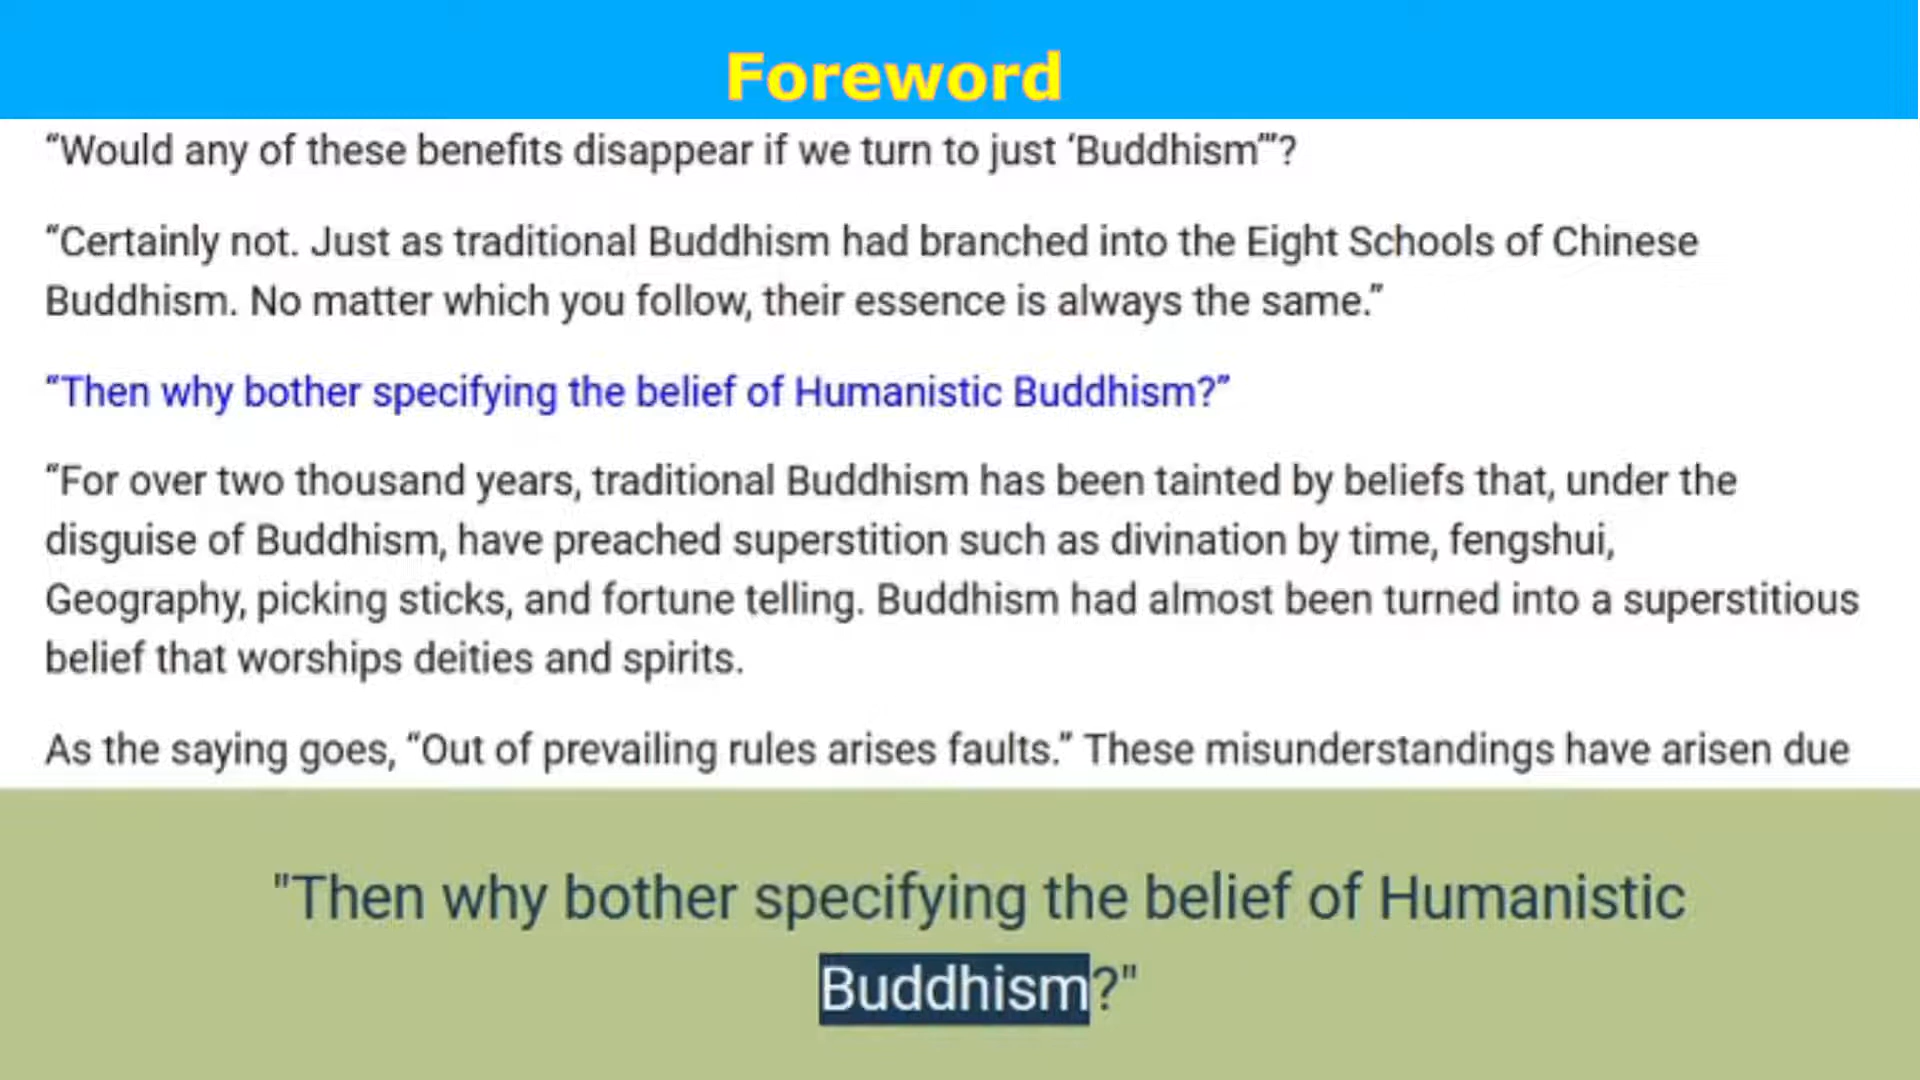 Foreword
“Would any of these benefits disappear if we turn to just ‘Buddhism’”?
“Certainly not. Just as traditional Buddhism had branched into the Eight Schools of Chinese
Buddhism. No matter which you follow, their essence is always the same.”
“Then why bother specifying the belief of Humanistic Buddhism?”
“For over two thousand years, traditional Buddhism has been tainted by beliefs that, under the
disguise of Buddhism, have preached superstition such as divination by time, fengshui,
Geography, picking sticks, and fortune telling. Buddhism had almost been turned into a superstitious
belief that worships deities and spirits.
As the saying goes, “Out of prevailing rules arises faults.” These misunderstandings have arisen due
"Then why bother specifying the belief of Humanistic
Buddhism?"